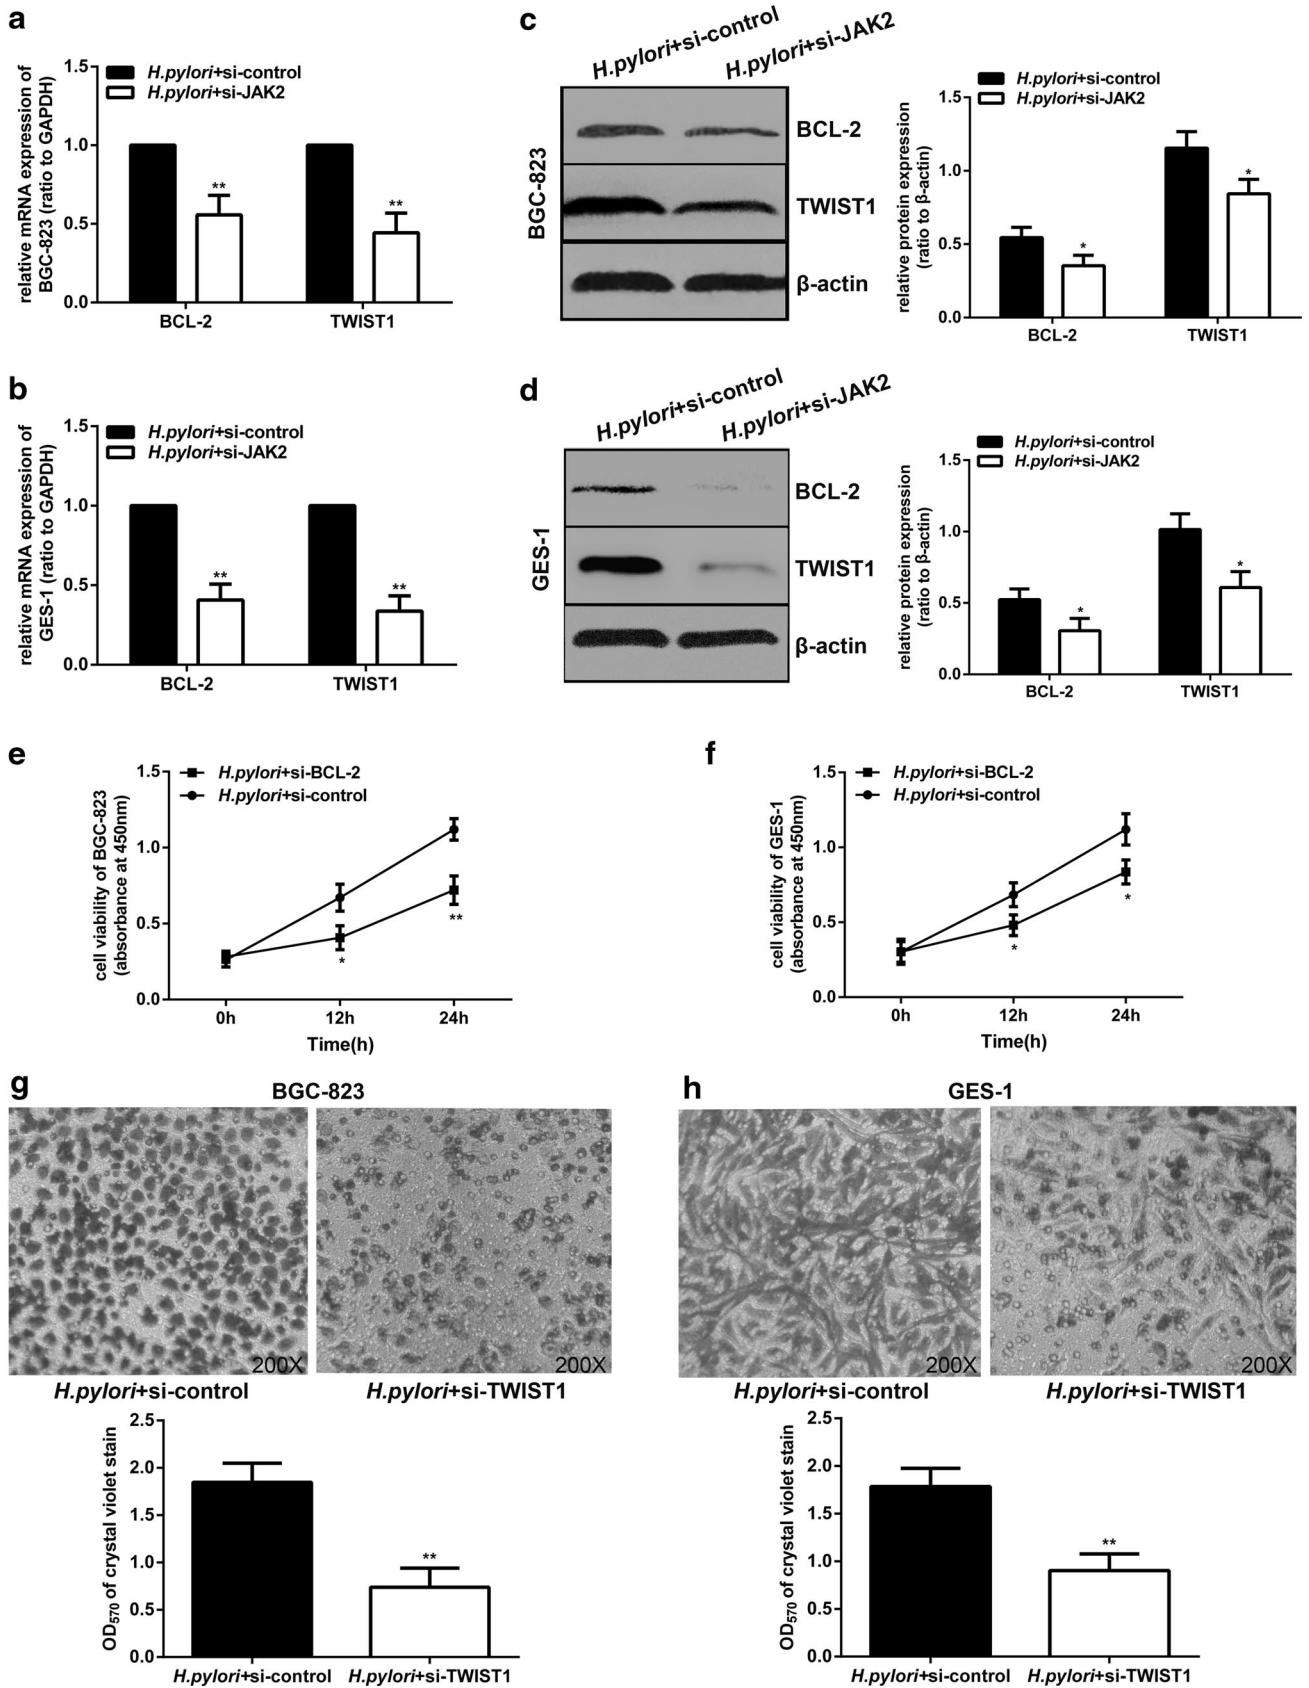 a
relative mRNA expression of
BGC-823 (ratio to GAPDH)
1.5
1.0
0.5
0.0
H.pylori+si-control
H.pylori+si-JAK2
**
**
BCL-2
TWIST1
c
H.pylori+si-control
H.pylori+si-JAK2
BGC-823
BCL-2
TWIST1
β-actin
relative protein expression
(ratio to β-actin)
1.5
1.0
0.5
0.0
H.pylori+si-control
H.pylori+si-JAK2
*
*
BCL-2
TWIST1
b
relative mRNA expression of
GES-1 (ratio to GAPDH)
1.5
1.0
0.5
0.0
H.pylori+si-control
H.pylori+si-JAK2
**
**
BCL-2
TWIST1
d
H.pylori+si-control
H.pylori+si-JAK2
GES-1
BCL-2
TWIST1
β-actin
relative protein expression
(ratio to β-actin)
1.5
1.0
0.5
0.0
H.pylori+si-control
H.pylori+si-JAK2
*
*
BCL-2
TWIST1
e
cell viability of BGC-823
(absorbance at 450nm)
1.5
1.0
0.5
0.0
H.pylori+si-BCL-2
H.pylori+si-control
*
**
0h
12h
24h
Time(h)
f
cell viability of GES-1
(absorbance at 450nm)
1.5
1.0
0.5
0.0
H.pylori+si-BCL-2
H.pylori+si-control
*
*
0h
12h
24h
Time(h)
g
BGC-823
200X
200X
H.pylori+si-control
H.pylori+si-TWIST1
OD570 of crystal violet stain
2.5
2.0
1.5
1.0
0.5
0.0
**
H.pylori+si-control
H.pylori+si-TWIST1
h
GES-1
200X
200X
H.pylori+si-control
H.pylori+si-TWIST1
OD570 of crystal violet stain
2.5
2.0
1.5
1.0
0.5
0.0
**
H.pylori+si-control
H.pylori+si-TWIST1